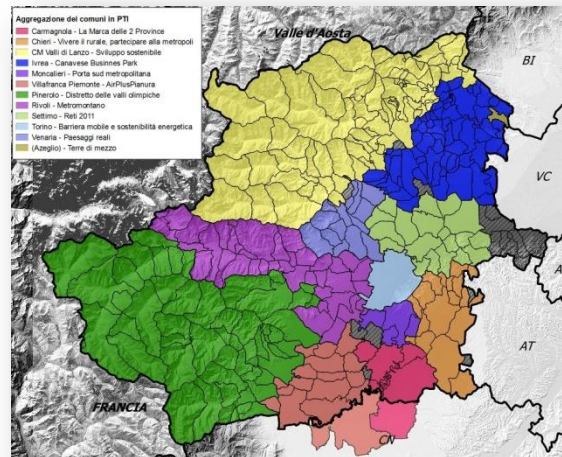 Aggregazione dei comuni in PTI
Carmagnola - La Marca delle 2 Province
Chieri - Vivere il rurale, partecipare alla metropoli
CM Valli di Lanzo - Sviluppo sostenibile
Ivrea - Canavese Businnes Park
Moncalieri - Porta sud metropolitana
Villafranca Piemonte - AirPlusPianura
Pinerolo - Distretto delle valli olimpiche
Rivoli - Metromontano
Settimo - Reti 2011
Torino - Barriera mobile e sostenibilità energetica
Venaria - Paesaggi reali
(Azeglio) - Terre di mezzo
Valle d'Aosta
BI
VC
A
AT
FRANCIA
CN